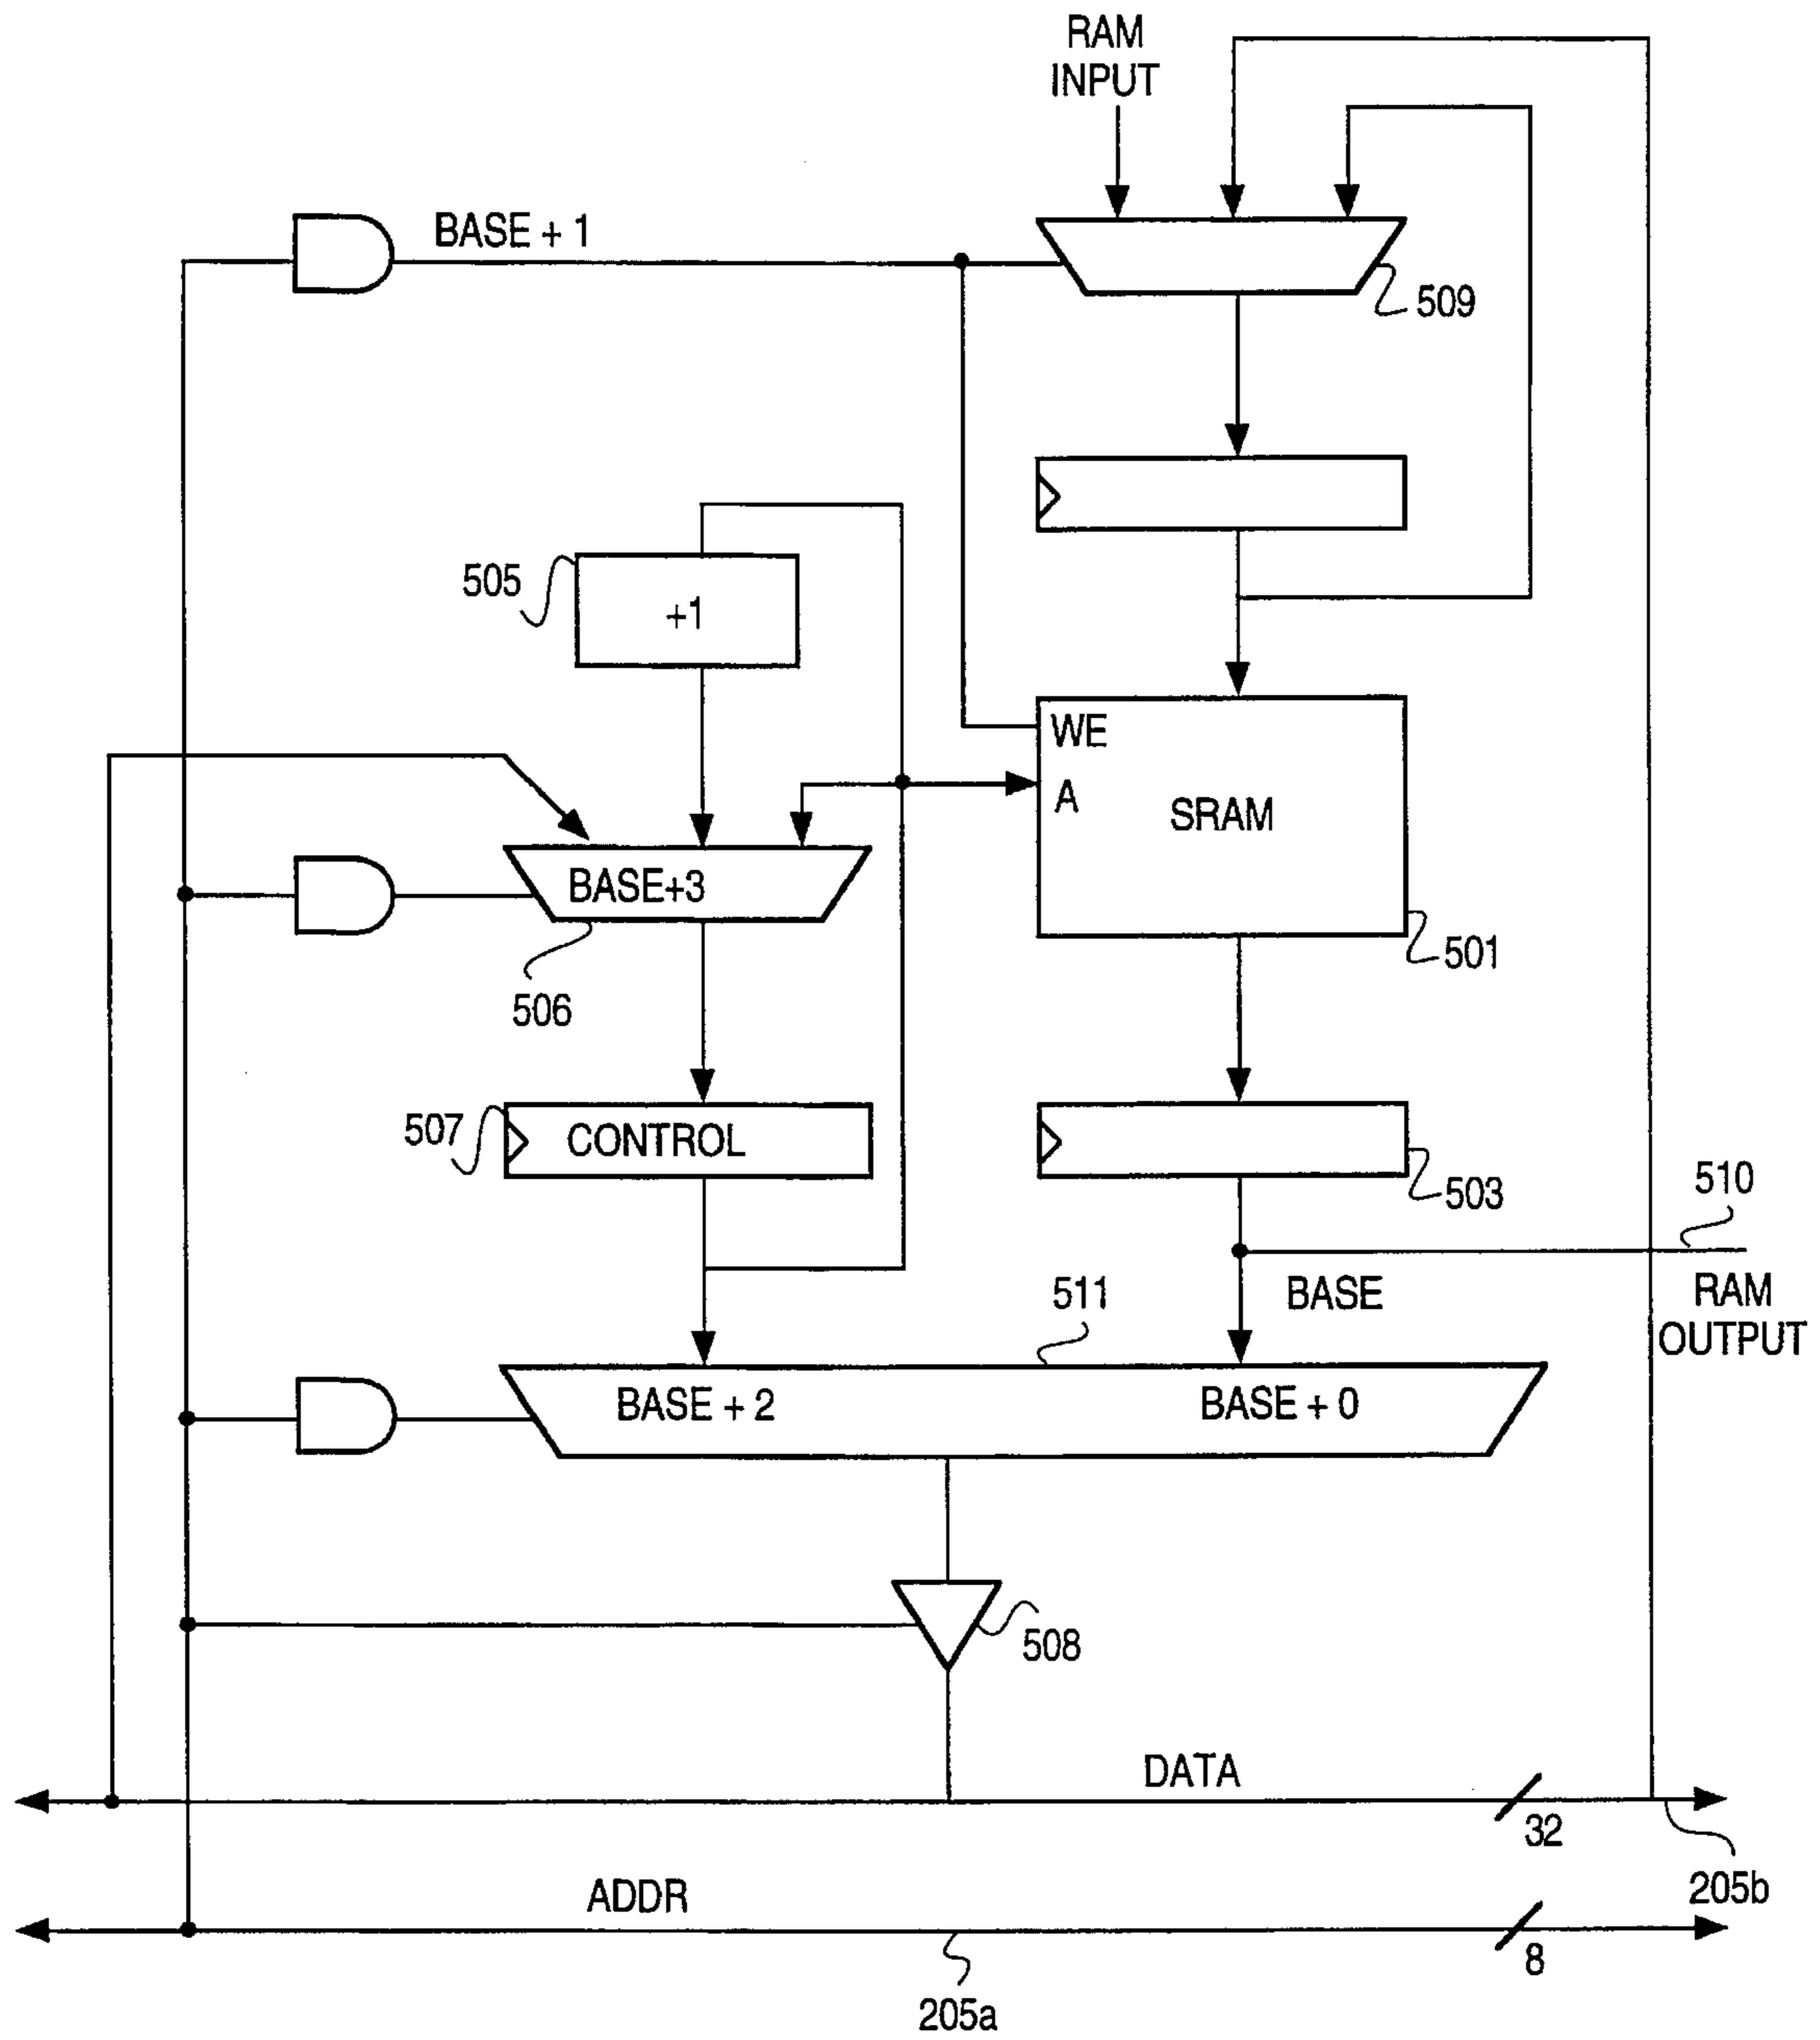 RAM
INPUT
BASE + 1
509
505
+1
WE
A
SRAM
BASE+3
501
506
507
CONTROL
503
510
BASE
511
RAM
OUTPUT
BASE + 2
BASE + 0
508
DATA
32
205b
ADDR
8
205a